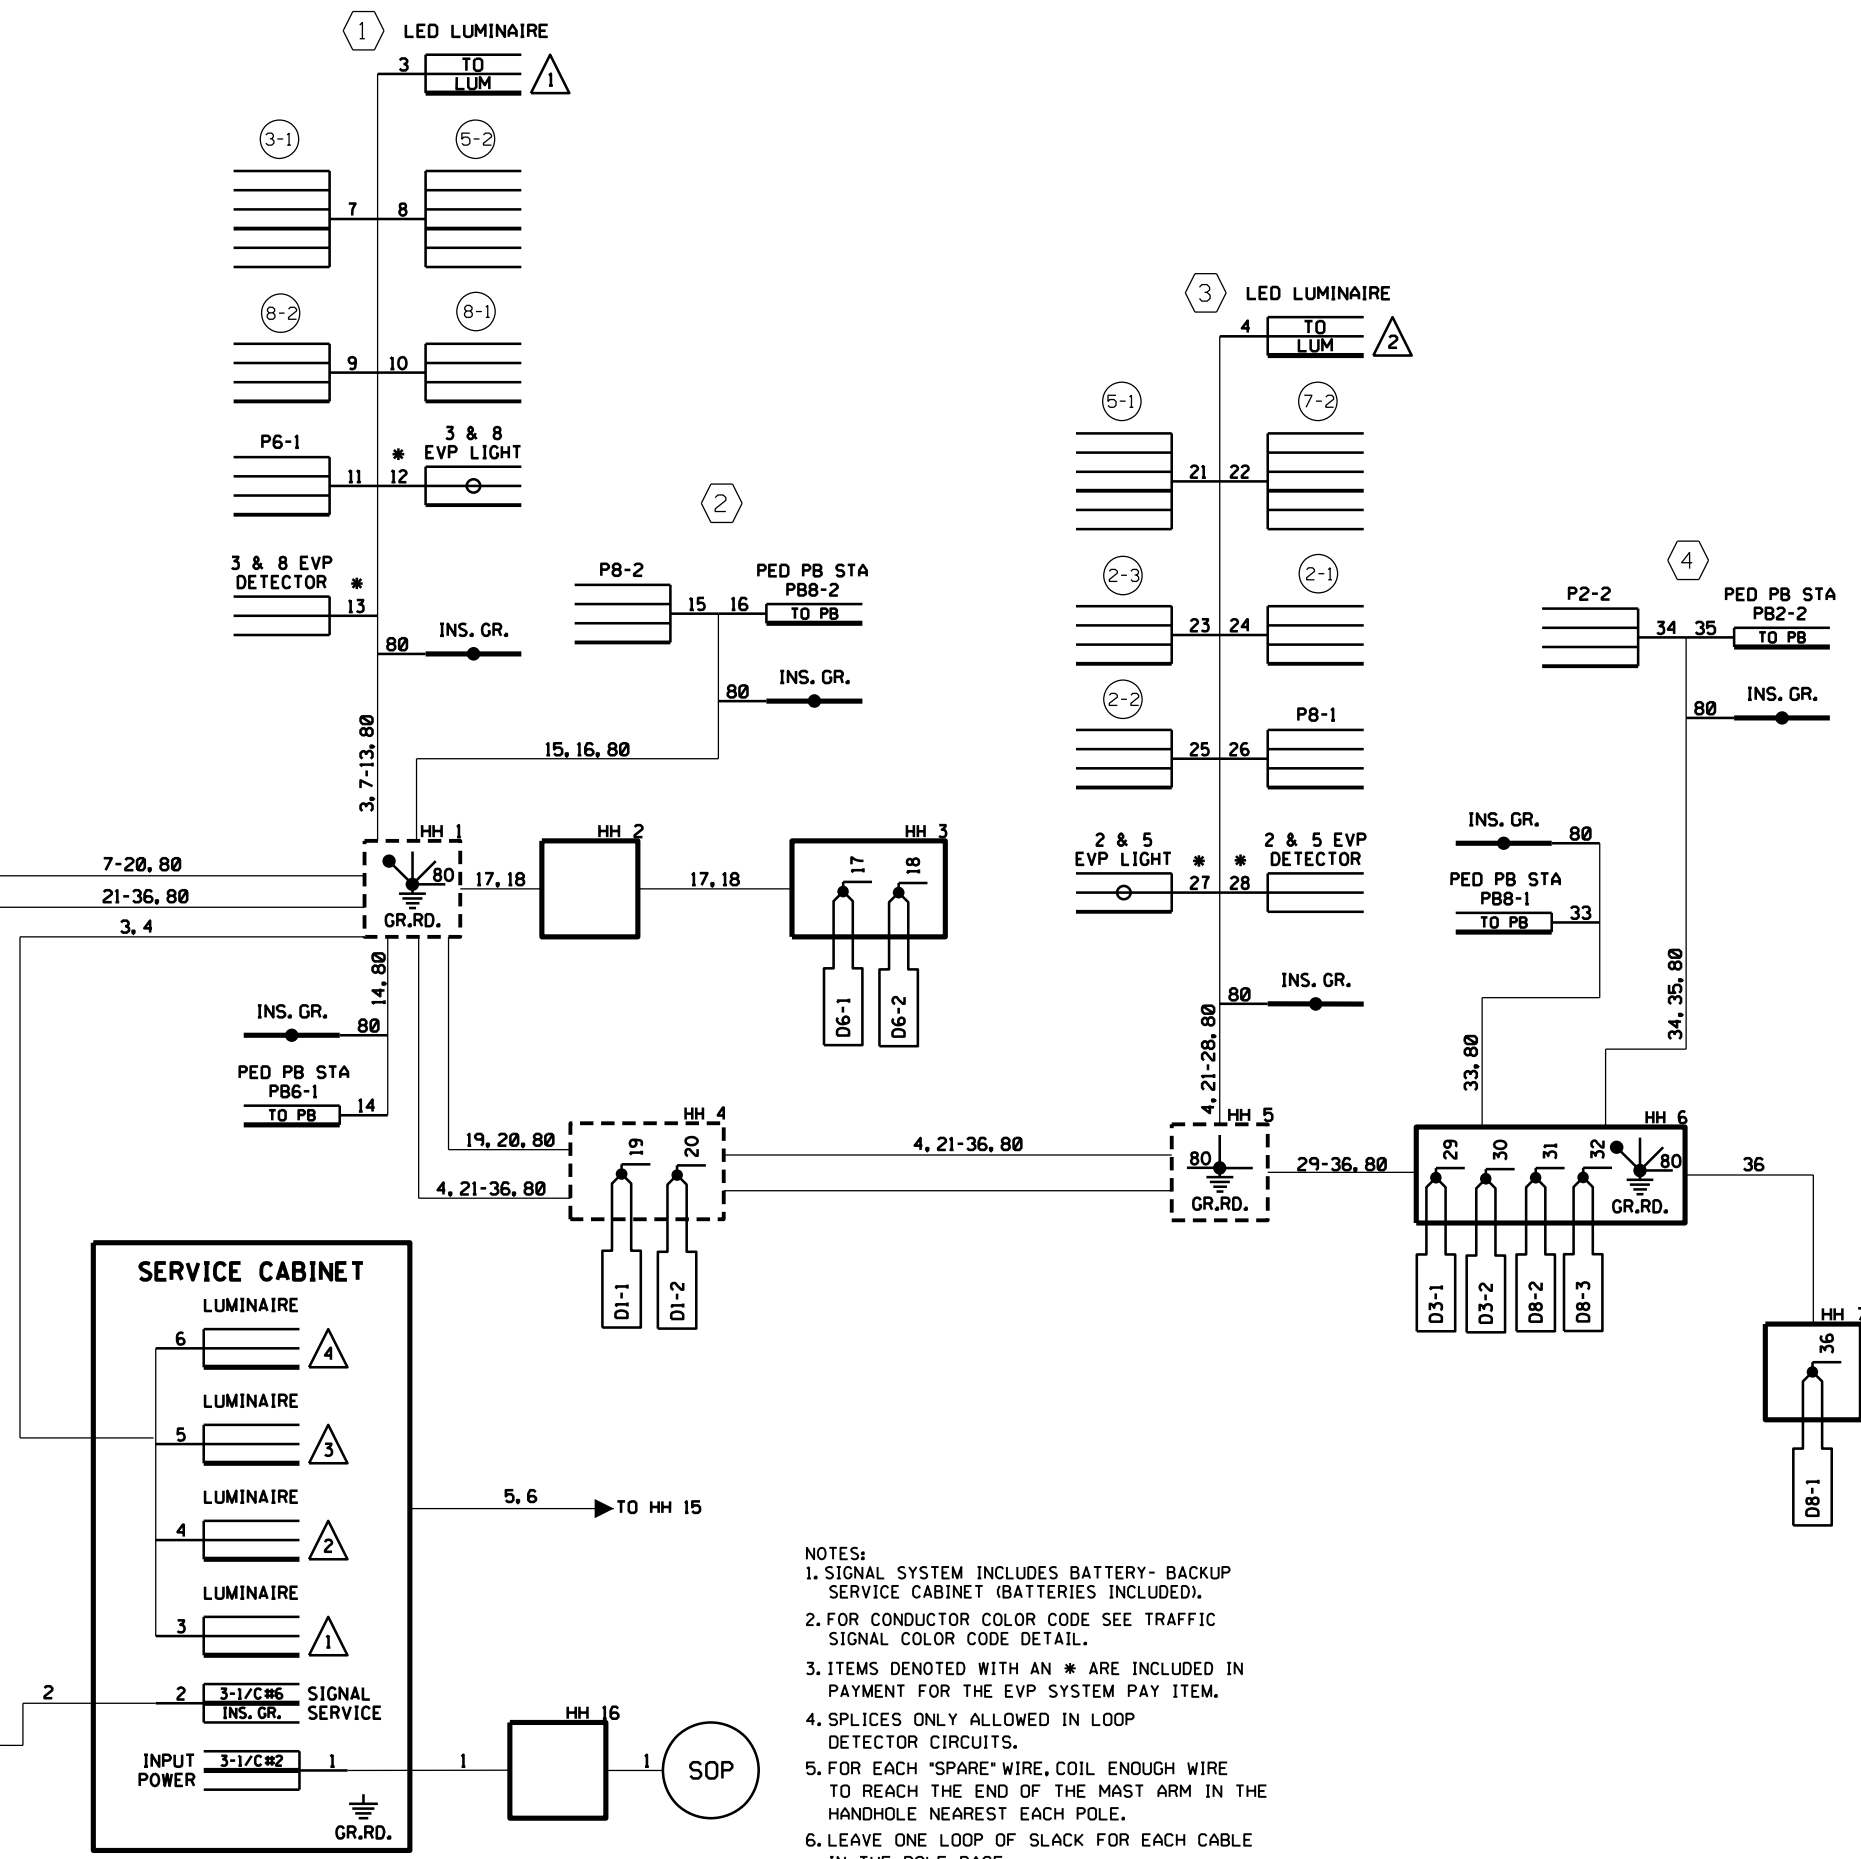 1
LED LUMINAIRE
3
TO
LUM
1
3-1
5-2
7
8
8-2
8-1
9
10
P6-1
3 & 8
EVP LIGHT
*
11
12
3 & 8 EVP
DETECTOR *
13
INS. GR.
80
3, 7-13, 80
2
P8-2
PED PB STA
PB8-2
15
16
TO PB
INS. GR.
80
15, 16, 80
3
LED LUMINAIRE
4
TO
LUM
2
5-1
7-2
21
22
2-3
2-1
23
24
2-2
P8-1
25
26
2 & 5
EVP LIGHT
*
*
2 & 5 EVP
DETECTOR
27
28
INS. GR.
80
4, 21-28, 80
4
P2-2
PED PB STA
PB2-2
34
35
TO PB
INS. GR.
80
34, 35, 80
INS. GR.
80
PED PB STA
PB8-1
TO PB
33
33, 80
HH 1
7-20, 80
21-36, 80
3, 4
80
GR.RD.
17, 18
HH 2
17, 18
HH 3
17
18
D6-1
D6-2
14, 80
INS. GR.
80
PED PB STA
PB6-1
TO PB
14
19, 20, 80
4, 21-36, 80
HH 4
19
20
D1-1
D1-2
4, 21-36, 80
HH 5
80
GR.RD.
29-36, 80
HH 6
29
30
31
32
80
GR.RD.
D3-1
D3-2
D8-2
D8-3
36
HH
36
D8-1
SERVICE CABINET
LUMINAIRE
6
4
LUMINAIRE
5
3
LUMINAIRE
4
2
LUMINAIRE
3
1
5, 6
TO HH 15
2
2
3-1/C#6
INS. GR.
SIGNAL
SERVICE
INPUT
POWER
3-1/C#2
1
1
GR.RD.
HH 16
1
SOP
NOTES:
1. SIGNAL SYSTEM INCLUDES BATTERY- BACKUP
SERVICE CABINET (BATTERIES INCLUDED).
2. FOR CONDUCTOR COLOR CODE SEE TRAFFIC
SIGNAL COLOR CODE DETAIL.
3. ITEMS DENOTED WITH AN * ARE INCLUDED IN
PAYMENT FOR THE EVP SYSTEM PAY ITEM.
4. SPLICES ONLY ALLOWED IN LOOP
DETECTOR CIRCUITS.
5. FOR EACH "SPARE" WIRE, COIL ENOUGH WIRE
TO REACH THE END OF THE MAST ARM IN THE
HANDHOLE NEAREST EACH POLE.
6. LEAVE ONE LOOP OF SLACK FOR EACH CABLE